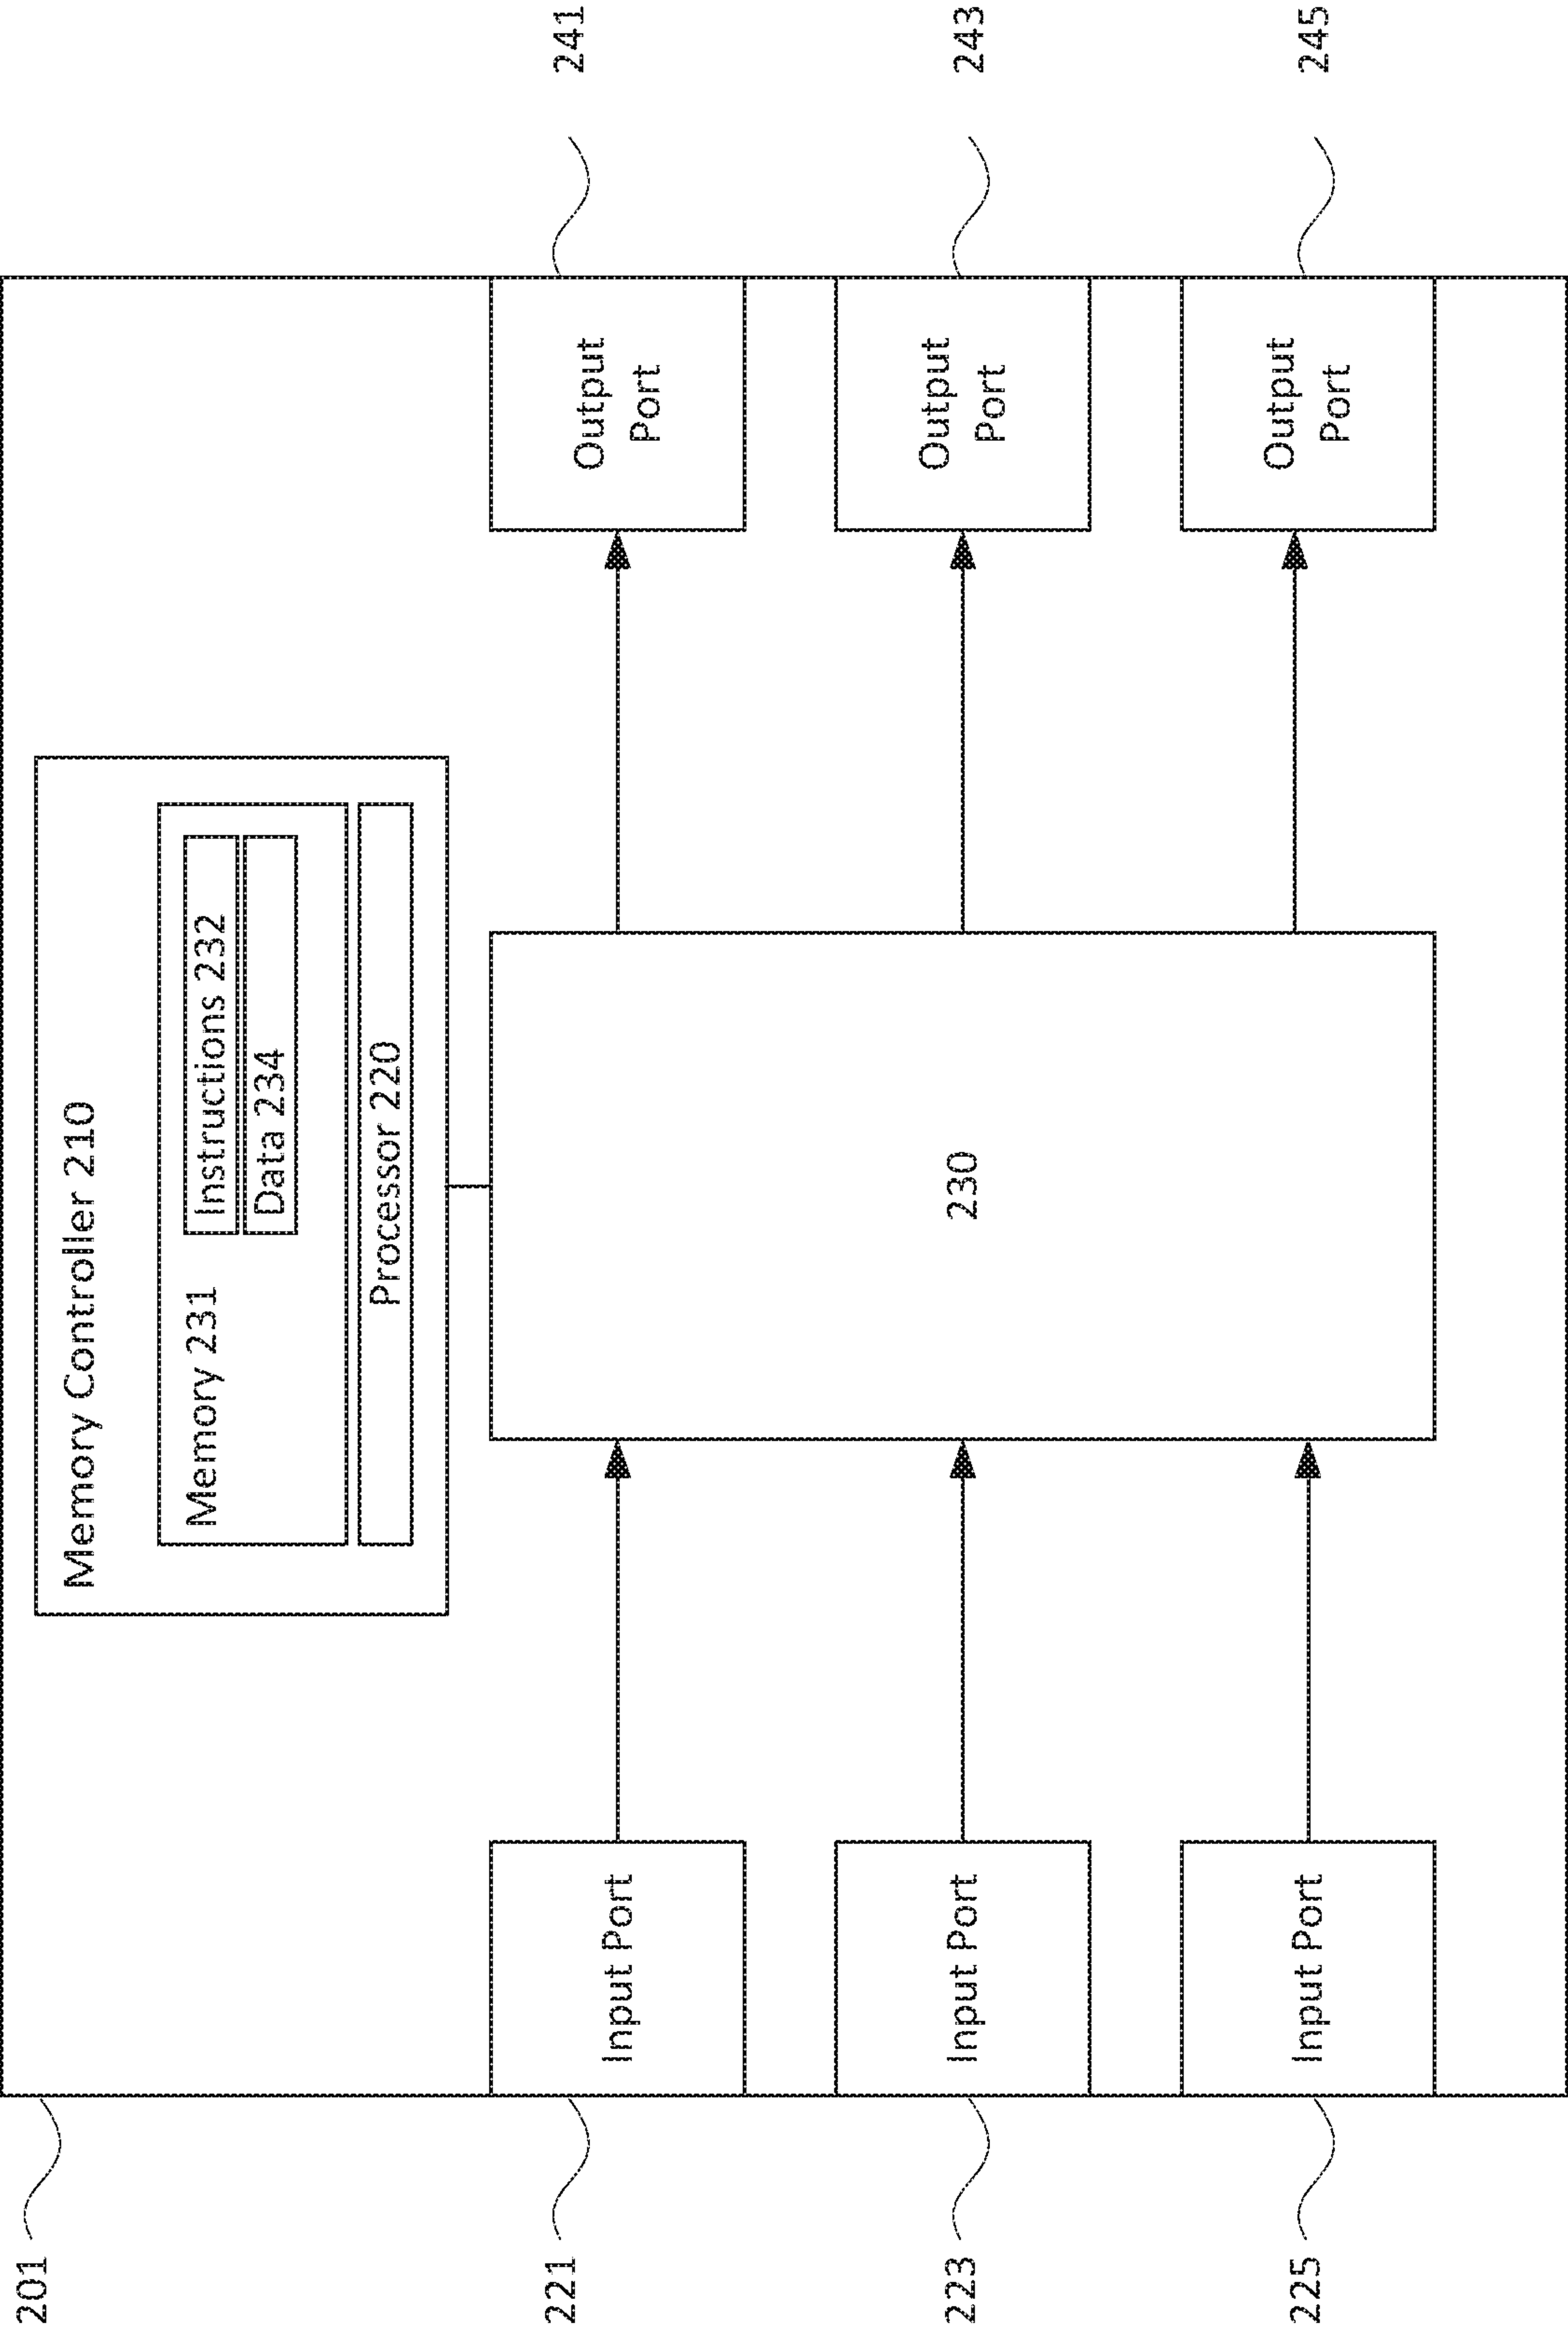 201
Memory Controller 210
Memory 231
Instructions 232
Data 234
Processor 220
221
Input Port
223
Input Port
225
Input Port
230
Output
Port
241
Output
Port
243
Output
Port
245